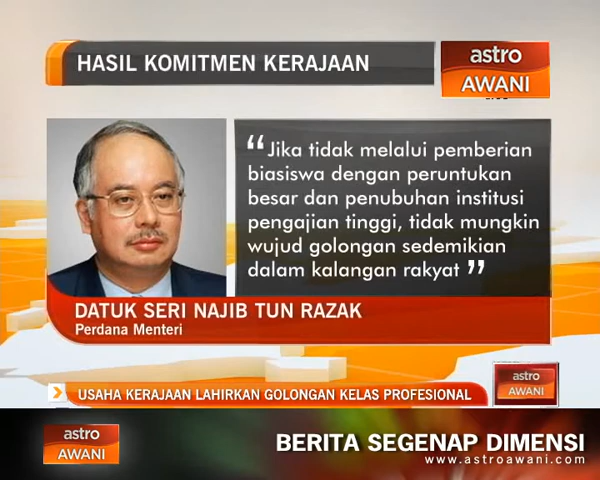 HASIL KOMITMEN KERAJAAN
astro
AWANI
“Jika tidak melalui pemberian
biasiswa dengan peruntukan
besar dan penubuhan institusi
pengajian tinggi, tidak mungkin
wujud golongan sedemikian
dalam kalangan rakyat”
DATUK SERI NAJIB TUN RAZAK
Perdana Menteri
USAHA KERAJAAN LAHIRKAN GOLONGAN KELAS PROFESIONAL
astro
AWANI
astro
AWANI
BERITA SEGENAP DIMENSI
www.astroawani.com